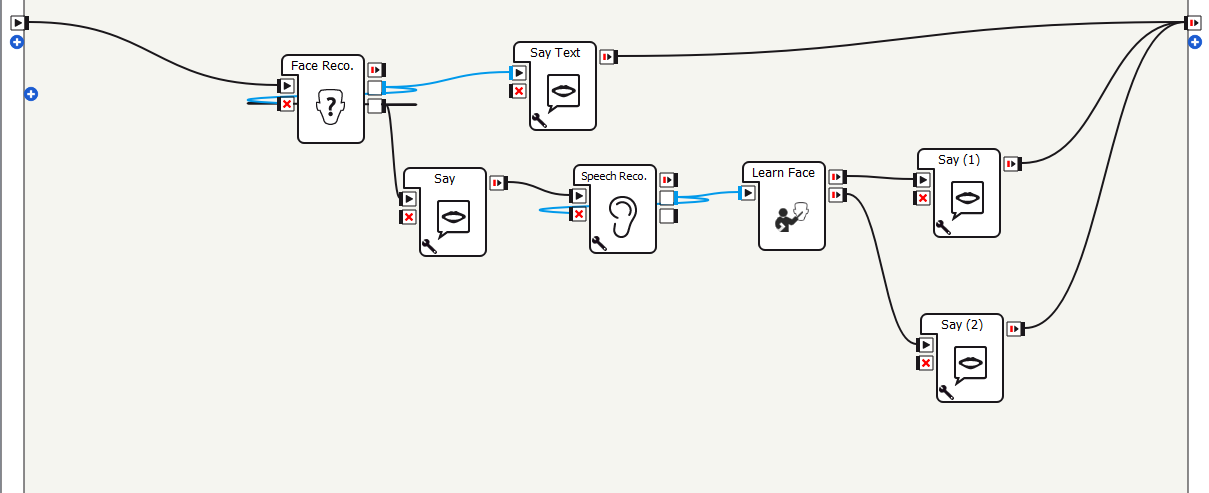 Face Reco.
?
Say Text
Say
Speech Reco.
Learn Face
Say (1)
Say (2)